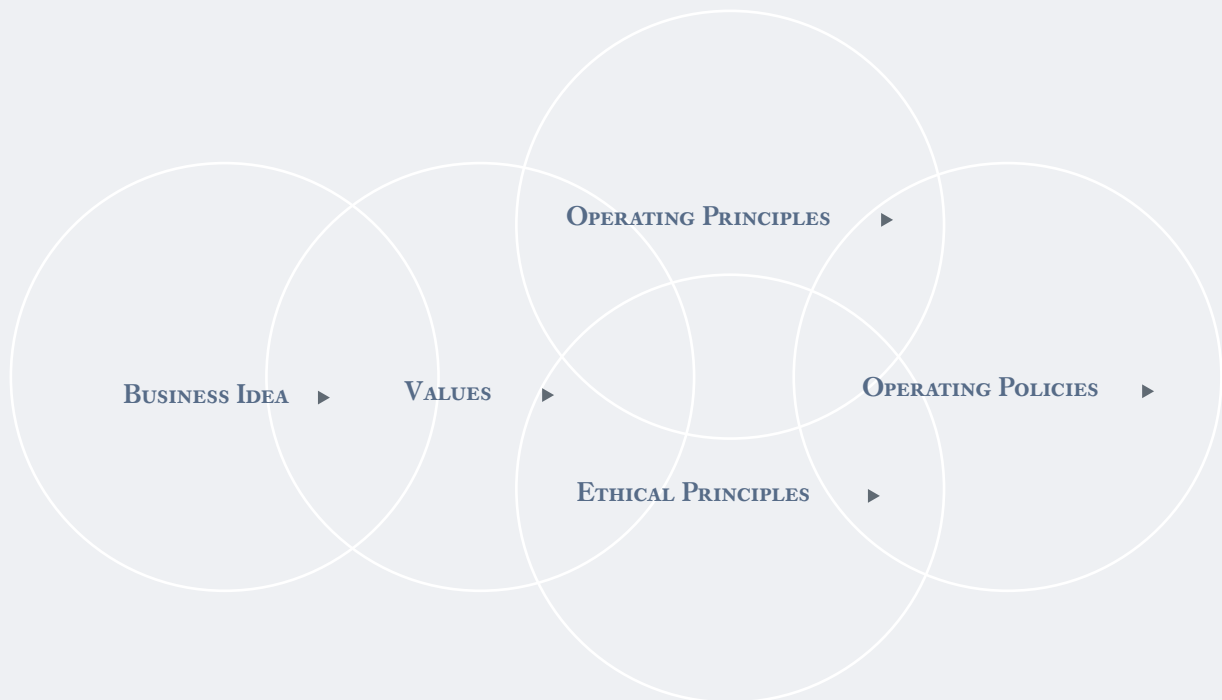 Operating Principles
Business Idea
Values
Operating Policies
Ethical Principles